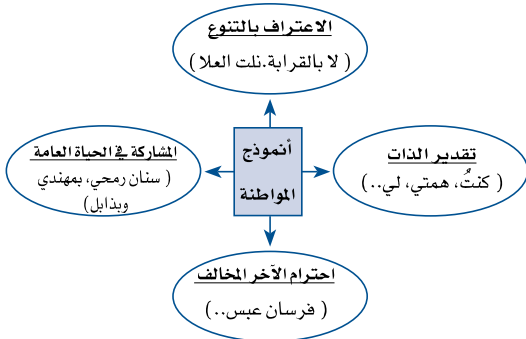 الاعتراف بالتنوع
( لا بالقرابة.نلت العلا )
تقدير الذات
( كنتُ، همتي، لي..)
أنموذج
المواطنة
المشاركة في الحياة العامة
( سنان رمحي، بمهندي
وبذابل)
احترام الآخر المخالف
( فرسان عبس..)